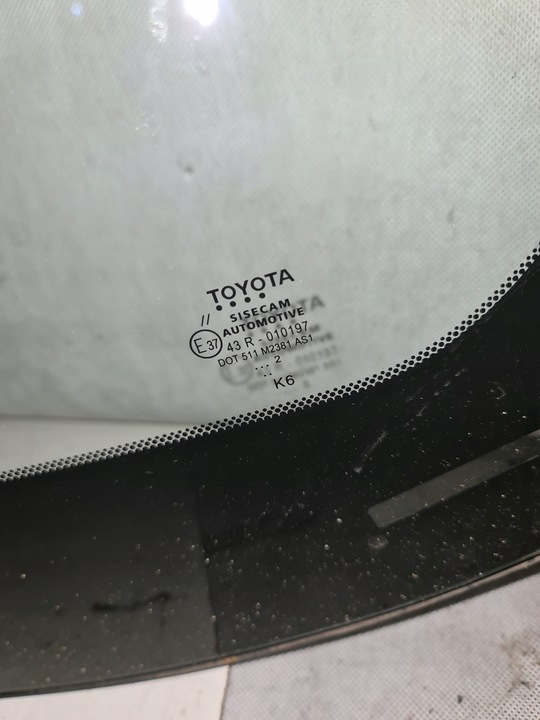 TOYOTA
SISECAM
AUTOMOTIVE
//
E37 43 R - 010197
DOT 511 M2381 AS1
2
K6